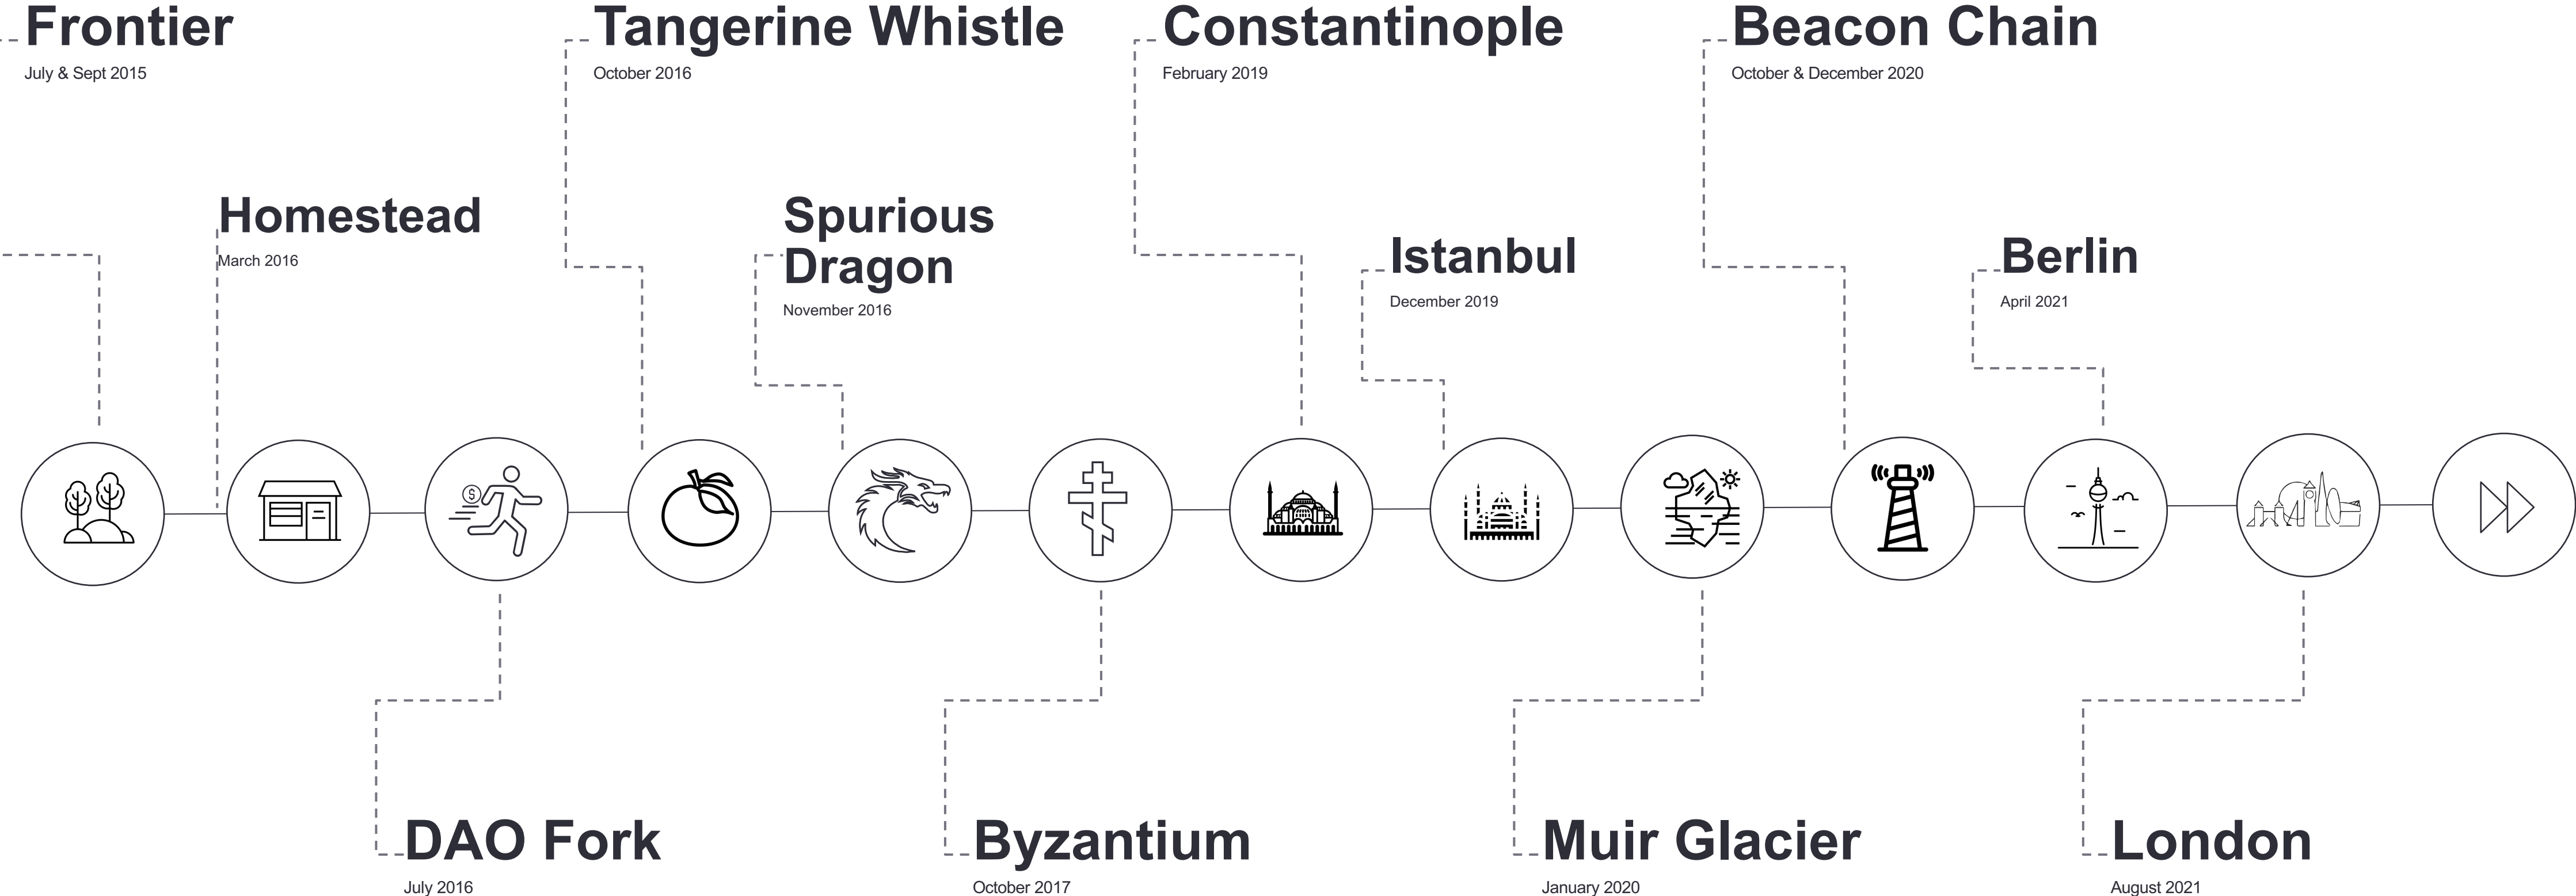 Frontier
July & Sept 2015
Homestead
March 2016
DAO Fork
July 2016
Tangerine Whistle
October 2016
Spurious
Dragon
November 2016
Byzantium
October 2017
Constantinople
February 2019
Istanbul
December 2019
Muir Glacier
January 2020
Beacon Chain
October & December 2020
Berlin
April 2021
London
August 2021
$